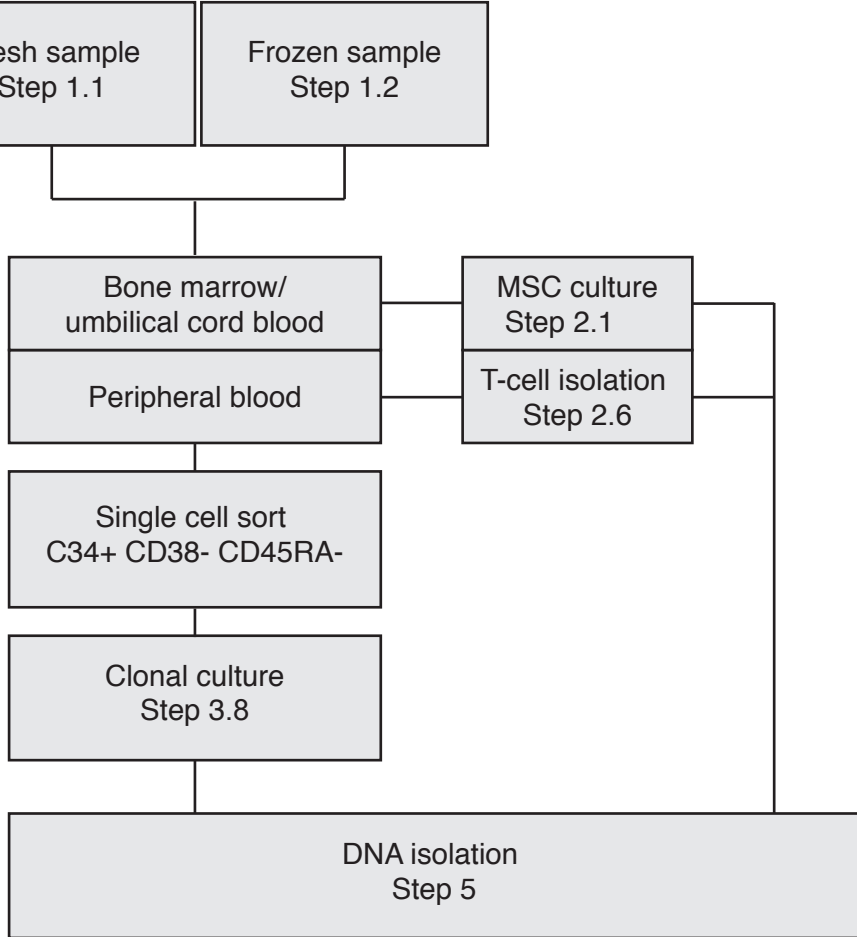 esh sample
Step 1.1
Frozen sample
Step 1.2
Bone marrow/
umbilical cord blood
MSC culture
Step 2.1
Peripheral blood
T-cell isolation
Step 2.6
Single cell sort
C34+ CD38- CD45RA-
Clonal culture
Step 3.8
DNA isolation
Step 5